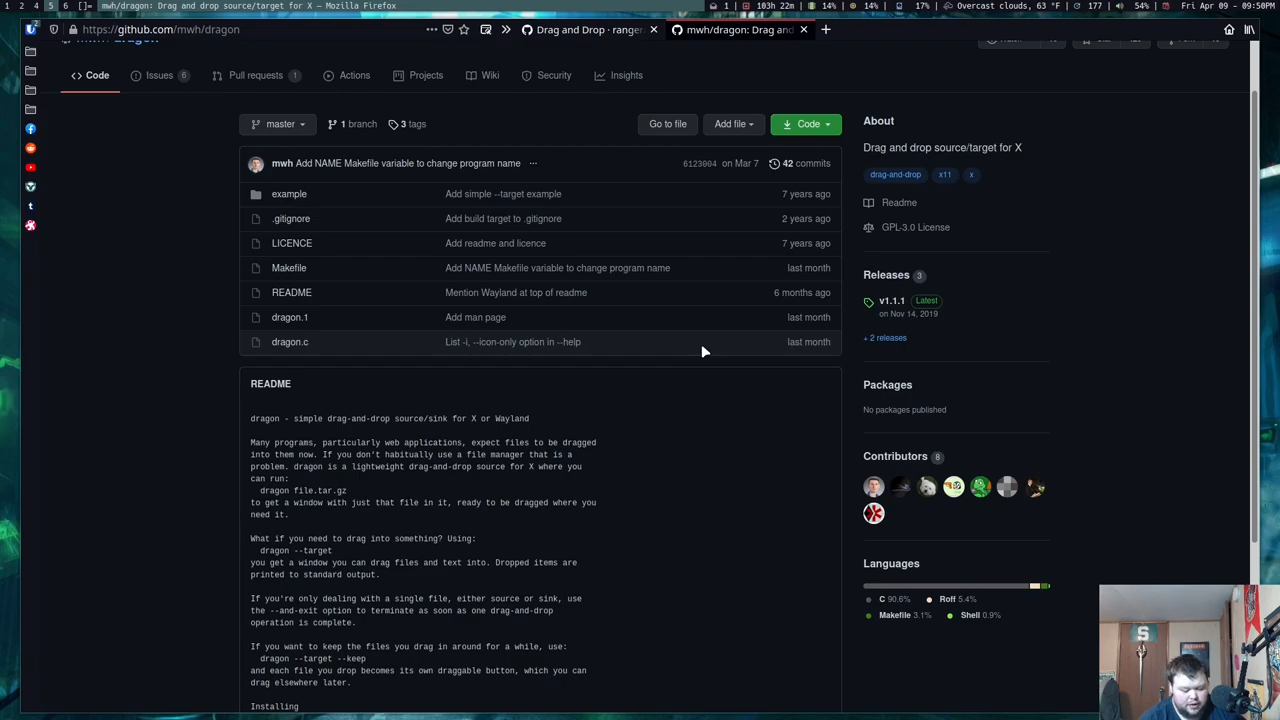 1 2 3 4 5 6 []= mwh/dragon: Drag and drop source/target for X — Mozilla Firefox
1 103h 22m 14% 14% 17% Overcast clouds, 63 °F 177 54% Fri Apr 09 - 09:50PM
https://github.com/mwh/dragon
Drag and Drop · ranger
mwh/dragon: Drag and
Code
Issues 6
Pull requests 1
Actions
Projects
Wiki
Security
Insights
master
1 branch
3 tags
Go to file
Add file
Code
mwh Add NAME Makefile variable to change program name ... 6123004 on Mar 7 42 commits
example Add simple --target example 7 years ago
.gitignore Add build target to .gitignore 2 years ago
LICENCE Add readme and licence 7 years ago
Makefile Add NAME Makefile variable to change program name last month
README Mention Wayland at top of readme 6 months ago
dragon.1 Add man page last month
dragon.c List -i, --icon-only option in --help last month
README
dragon - simple drag-and-drop source/sink for X or Wayland
Many programs, particularly web applications, expect files to be dragged
into them now. If you don't habitually use a file manager that is a
problem. dragon is a lightweight drag-and-drop source for X where you
can run:
dragon file.tar.gz
to get a window with just that file in it, ready to be dragged where you
need it.
What if you need to drag into something? Using:
dragon --target
you get a window you can drag files and text into. Dropped items are
printed to standard output.
If you're only dealing with a single file, either source or sink, use
the --and-exit option to terminate as soon as one drag-and-drop
operation is complete.
If you want to keep the files you drag in around for a while, use:
dragon --target --keep
and each file you drop becomes its own draggable button, which you can
drag elsewhere later.
Installing
About
Drag and drop source/target for X
drag-and-drop x11 x
Readme
GPL-3.0 License
Releases 3
v1.1.1 Latest
on Nov 14, 2019
+ 2 releases
Packages
No packages published
Contributors 8
Languages
C 90.6% Roff 5.4%
Makefile 3.1% Shell 0.9%
S